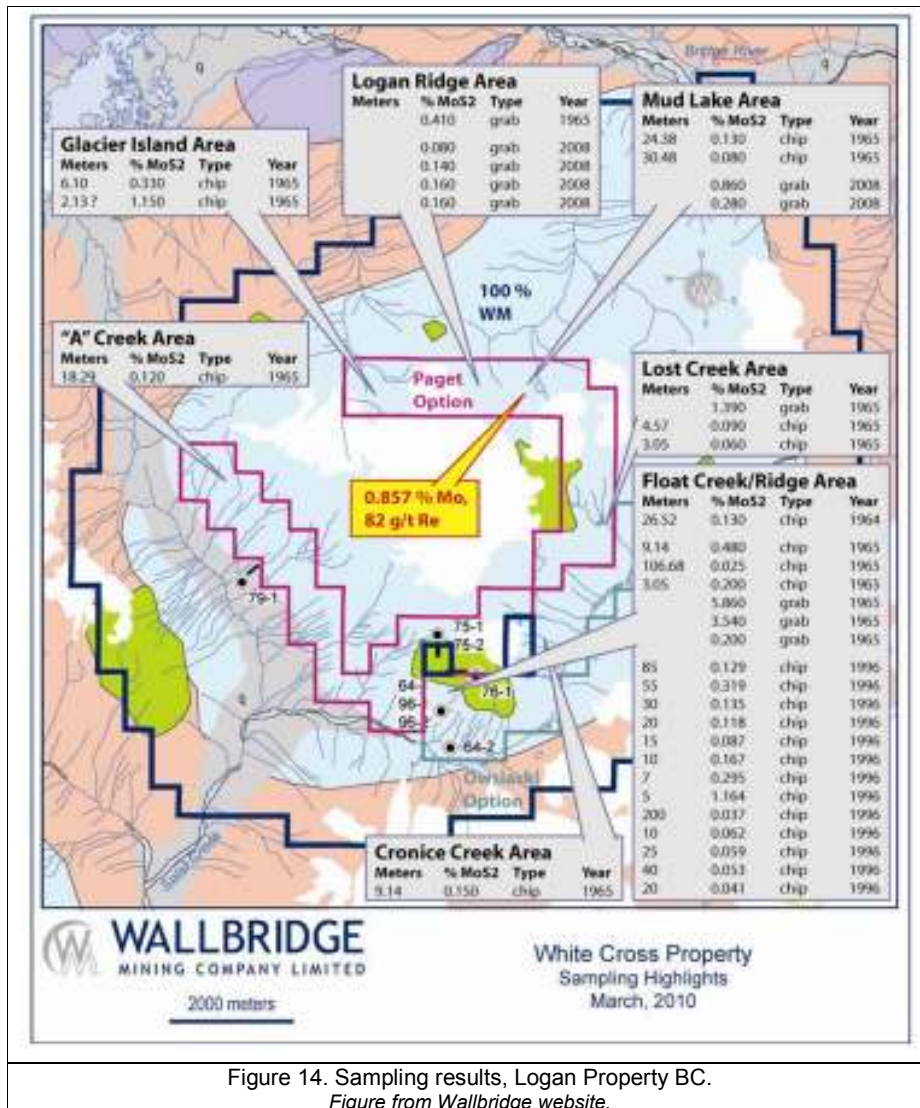 Bridge River
q
q
Logan Ridge Area
Meters % MoS2 Type Year
0.410 grab 1965
0.080 grab 2008
0.140 grab 2008
0.160 grab 2008
0.160 grab 2008
Mud Lake Area
Meters % MoS2 Type Year
24.38 0.130 chip 1965
30.48 0.080 chip 1965
0.860 grab 2008
0.280 grab 2008
Glacier Island Area
Meters % MoS2 Type Year
6.10 0.330 chip 1965
2.13? 1.150 chip 1965
100 %
WM
W
"A" Creek Area
Meters % MoS2 Type Year
18.29 0.120 chip 1965
Paget
Option
Lost Creek Area
Meters % MoS2 Type Year
1.390 grab 1965
4.57 0.090 chip 1965
3.05 0.060 chip 1965
0.857 % Mo,
82 g/t Re
Float Creek/Ridge Area
Meters % MoS2 Type Year
26.52 0.130 chip 1964
9.14 0.480 chip 1965
106.68 0.025 chip 1965
3.05 0.200 chip 1965
5.860 grab 1965
3.540 grab 1965
0.200 grab 1965
85 0.129 chip 1996
55 0.319 chip 1996
30 0.135 chip 1996
20 0.118 chip 1996
15 0.087 chip 1996
10 0.167 chip 1996
7 0.295 chip 1996
5 1.164 chip 1996
200 0.037 chip 1996
10 0.062 chip 1996
25 0.059 chip 1996
40 0.053 chip 1996
20 0.041 chip 1996
79-1
75-1
75-2
64-
76-1
96-
64-2
q
Owsiacki
Option
Cronice Creek Area
Meters % MoS2 Type Year
9.14 0.150 chip 1965
WALLBRIDGE
MINING COMPANY LIMITED
2000 meters
White Cross Property
Sampling Highlights
March, 2010
Figure 14. Sampling results, Logan Property BC.
Figure from Wallbridge website.